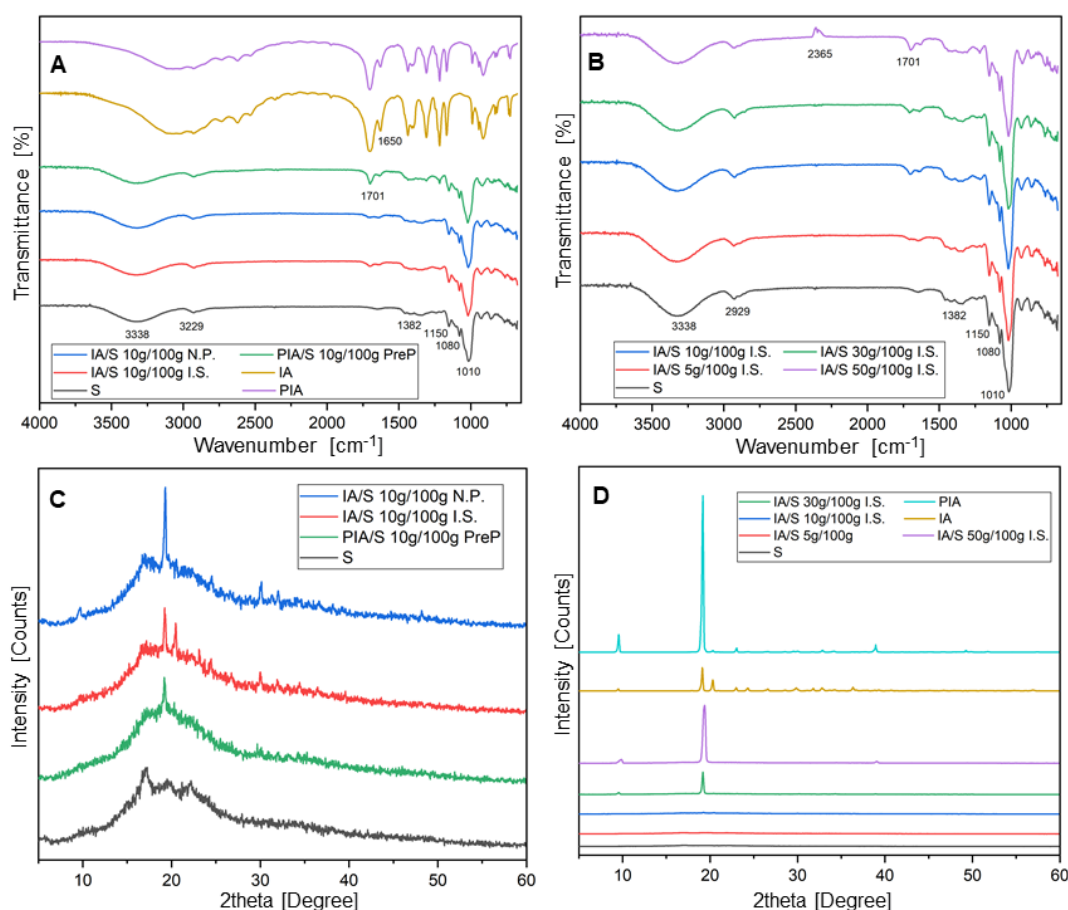 A
1650
1701
3338
3229
1382
1150
1080
1010
IA/S 10g/100g N.P.
PIA/S 10g/100g PreP
IA/S 10g/100g I.S.
IA
S
PIA
Transmittance [%]
4000 3500 3000 2500 2000 1500 1000
Wavenumber [cm⁻¹]
B
2365
1701
3338
2929
1382
1150
1080
1010
IA/S 10g/100g I.S.
IA/S 30g/100g I.S.
IA/S 5g/100g I.S.
IA/S 50g/100g I.S.
S
Transmittance [%]
4000 3500 3000 2500 2000 1500 1000
Wavenumber [cm⁻¹]
C
IA/S 10g/100g N.P.
IA/S 10g/100g I.S.
PIA/S 10g/100g PreP
S
Intensity [Counts]
10 20 30 40 50 60
2theta [Degree]
D
IA/S 30g/100g I.S.
PIA
IA/S 10g/100g I.S.
IA
IA/S 5g/100g
IA/S 50g/100g I.S.
S
Intensity [Counts]
10 20 30 40 50 60
2theta [Degree]